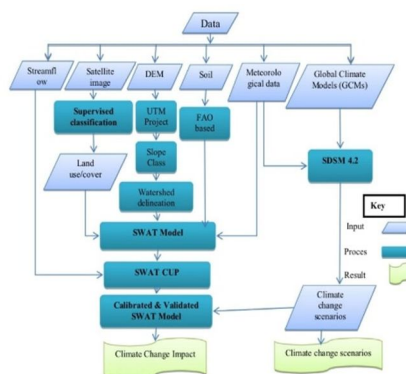 Data
Streamfl
ow
Satellite
image
DEM
Soil
Meteorolo
gical data
Global Climate
Models (GCMs)
Supervised
classification
UTM
Project
FAO
based
Slope
Class
SDSM 4.2
Land
use/cover
Watershed
delineation
Key
Input
SWAT Model
Proces
SWAT CUP
Result
Calibrated & Validated
SWAT Model
Climate
change
scenarios
Climate Change Impact
Climate change scenarios